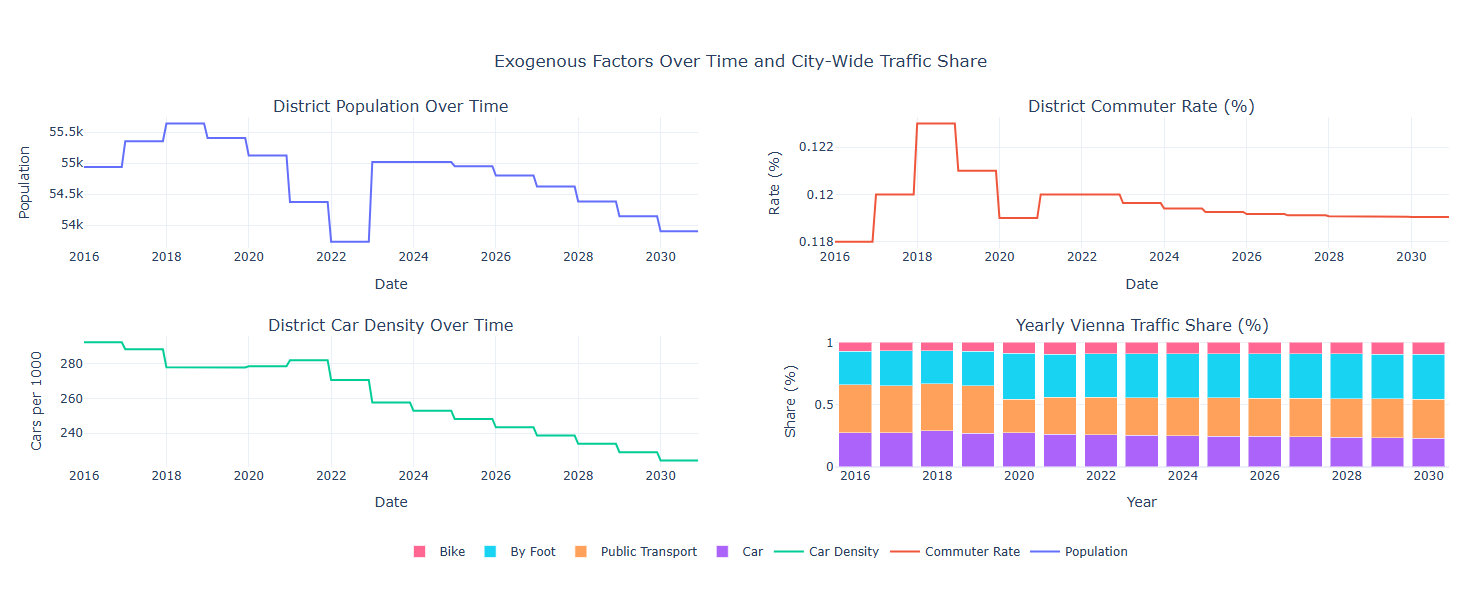 Exogenous Factors Over Time and City-Wide Traffic Share
District Population Over Time
Population
55.5k
55k
54.5k
54k
2016 2018 2020 2022 2024 2026 2028 2030
Date
District Commuter Rate (%)
Rate (%)
0.122
0.12
0.118
2016 2018 2020 2022 2024 2026 2028 2030
Date
District Car Density Over Time
Cars per 1000
280
260
240
2016 2018 2020 2022 2024 2026 2028 2030
Date
Yearly Vienna Traffic Share (%)
Share (%)
1
0.5
0
2016 2018 2020 2022 2024 2026 2028 2030
Year
Bike By Foot Public Transport Car Car Density Commuter Rate Population